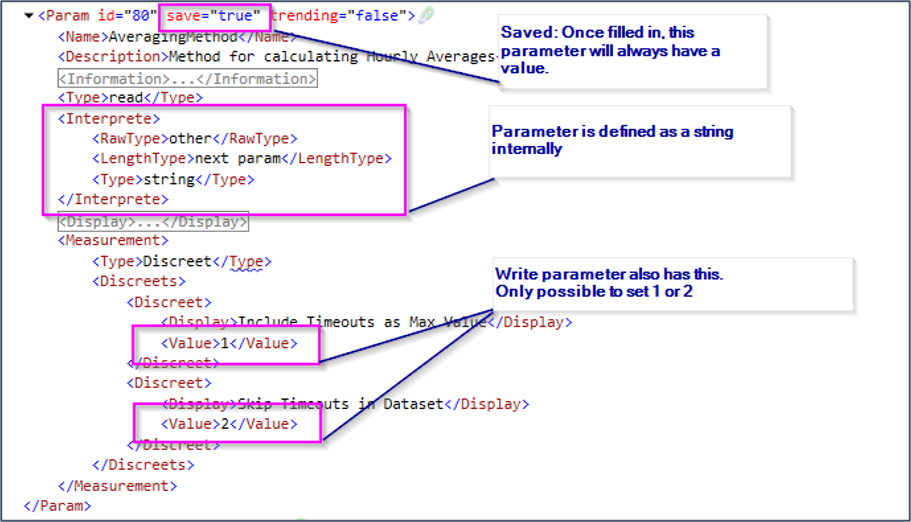 <Param id="80" save="true" trending="false">
<Name>AveragingMethod</Name>
<Description>Method for calculating Hourly Averages
<Information>...</Information>
<Type>read</Type>
<Interprete>
<RawType>other</RawType>
<LengthType>next param</LengthType>
<Type>string</Type>
</Interprete>
<Display>...</Display>
<Measurement>
<Type>Discreet</Type>
<Discreets>
<Discreet>
<Display>Include Timeouts as Max Value</Display>
<Value>1</Value>
</Discreet>
<Discreet>
<Display>Skip Timeouts in Dataset</Display>
<Value>2</Value>
</Discreet>
</Discreets>
</Measurement>
</Param>
Saved: Once filled in, this
parameter will always have a
value.
Parameter is defined as a string
internally
Write parameter also has this.
Only possible to set 1 or 2